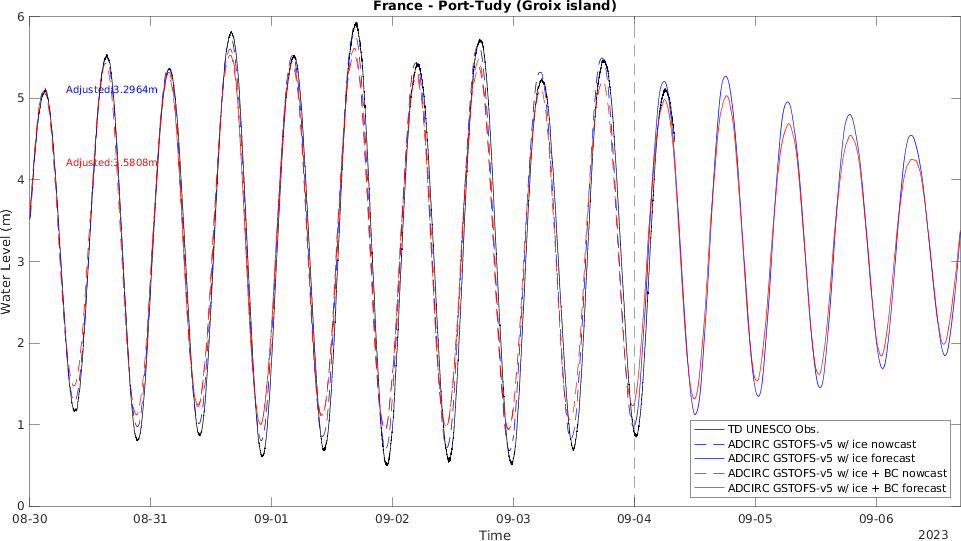 France - Port-Tudy (Groix island)
6
5
4
3
2
1
0
Water Level (m)
Adjusted:3.2964m
Adjusted:3.5808m
TD UNESCO Obs.
ADCIRC GSTOFS-v5 w/ ice nowcast
ADCIRC GSTOFS-v5 w/ ice forecast
ADCIRC GSTOFS-v5 w/ ice + BC nowcast
ADCIRC GSTOFS-v5 w/ ice + BC forecast
08-30 08-31 09-01 09-02 09-03 09-04 09-05 09-06
Time
2023